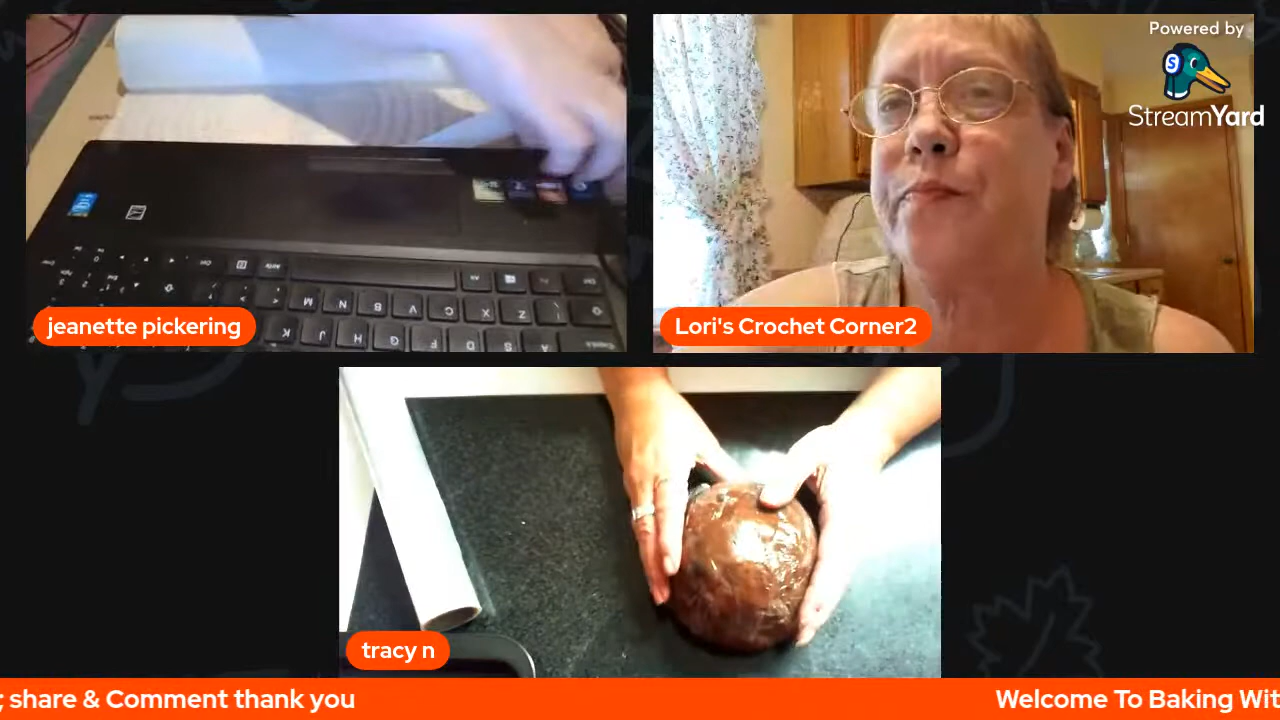 Powered by
StreamYard
jeanette pickering
Lori's Crochet Corner2
tracy n
share & Comment thank you
Welcome To Baking Wit